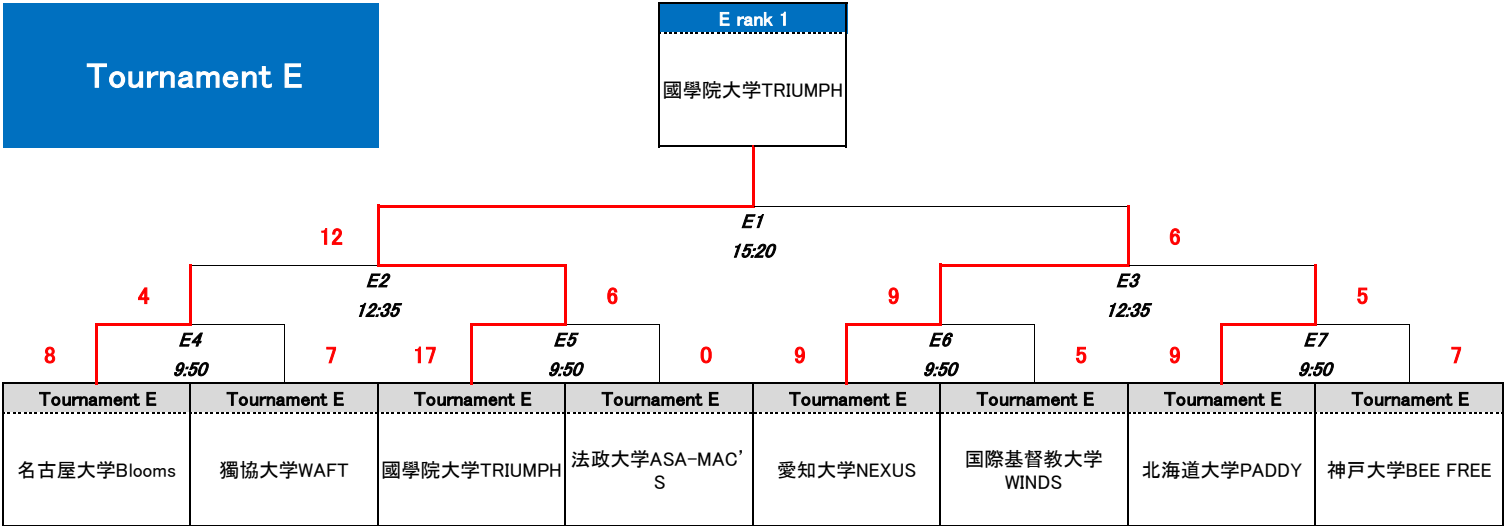 E rank 1
Tournament E
國學院大学TRIUMPH
E1
12
6
15:20
E2
E3
4
6
9
5
12:35
12:35
E4
E5
E6
E7
8
7
17
0
9
5
9
7
9:50
9:50
9:50
9:50
Tournament E
Tournament E
Tournament E
Tournament E
Tournament E
Tournament E
Tournament E
Tournament E
名古屋大学Blooms
獨協大学WAFT
國學院大学TRIUMPH
法政大学ASA-MAC'
S
愛知大学NEXUS
国際基督教大学
WINDS
北海道大学PADDY
神戸大学BEE FREE